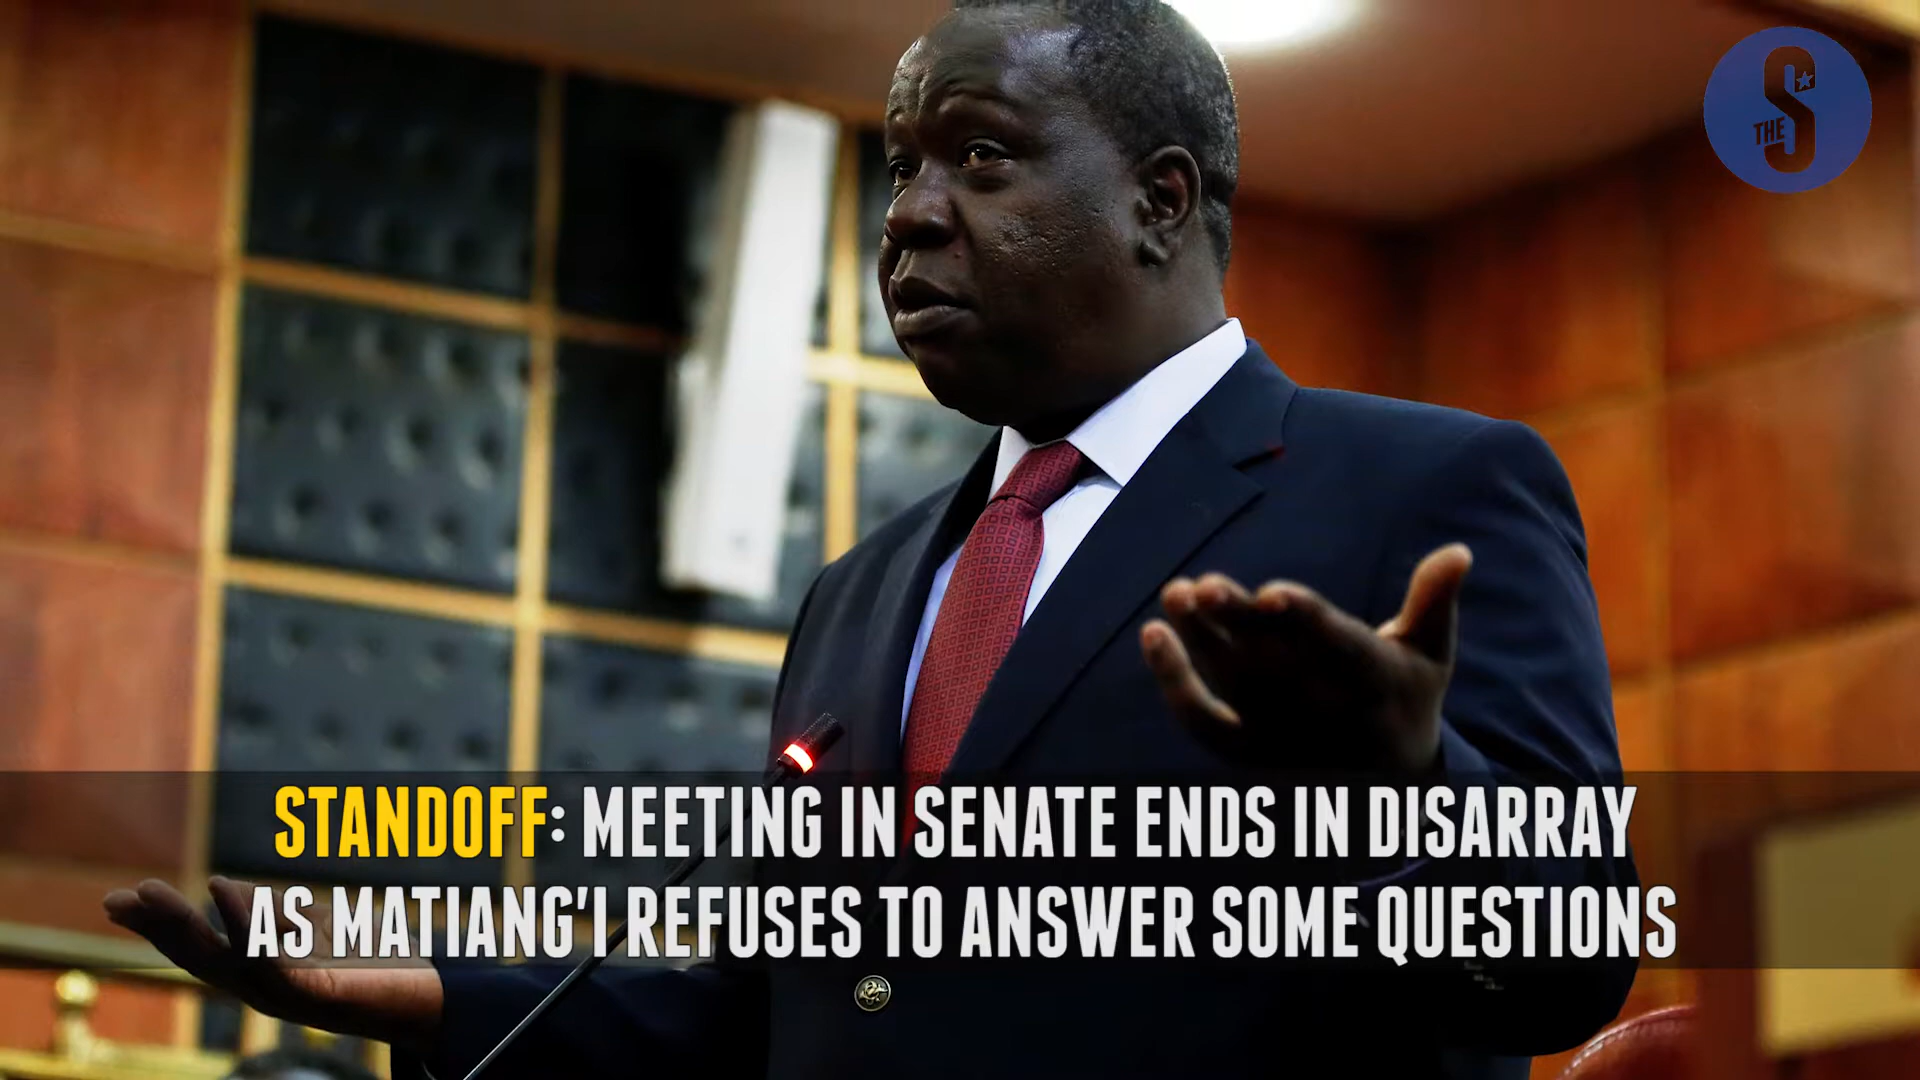 THE S
STANDOFF: MEETING IN SENATE ENDS IN DISARRAY
AS MATIANG'I REFUSES TO ANSWER SOME QUESTIONS